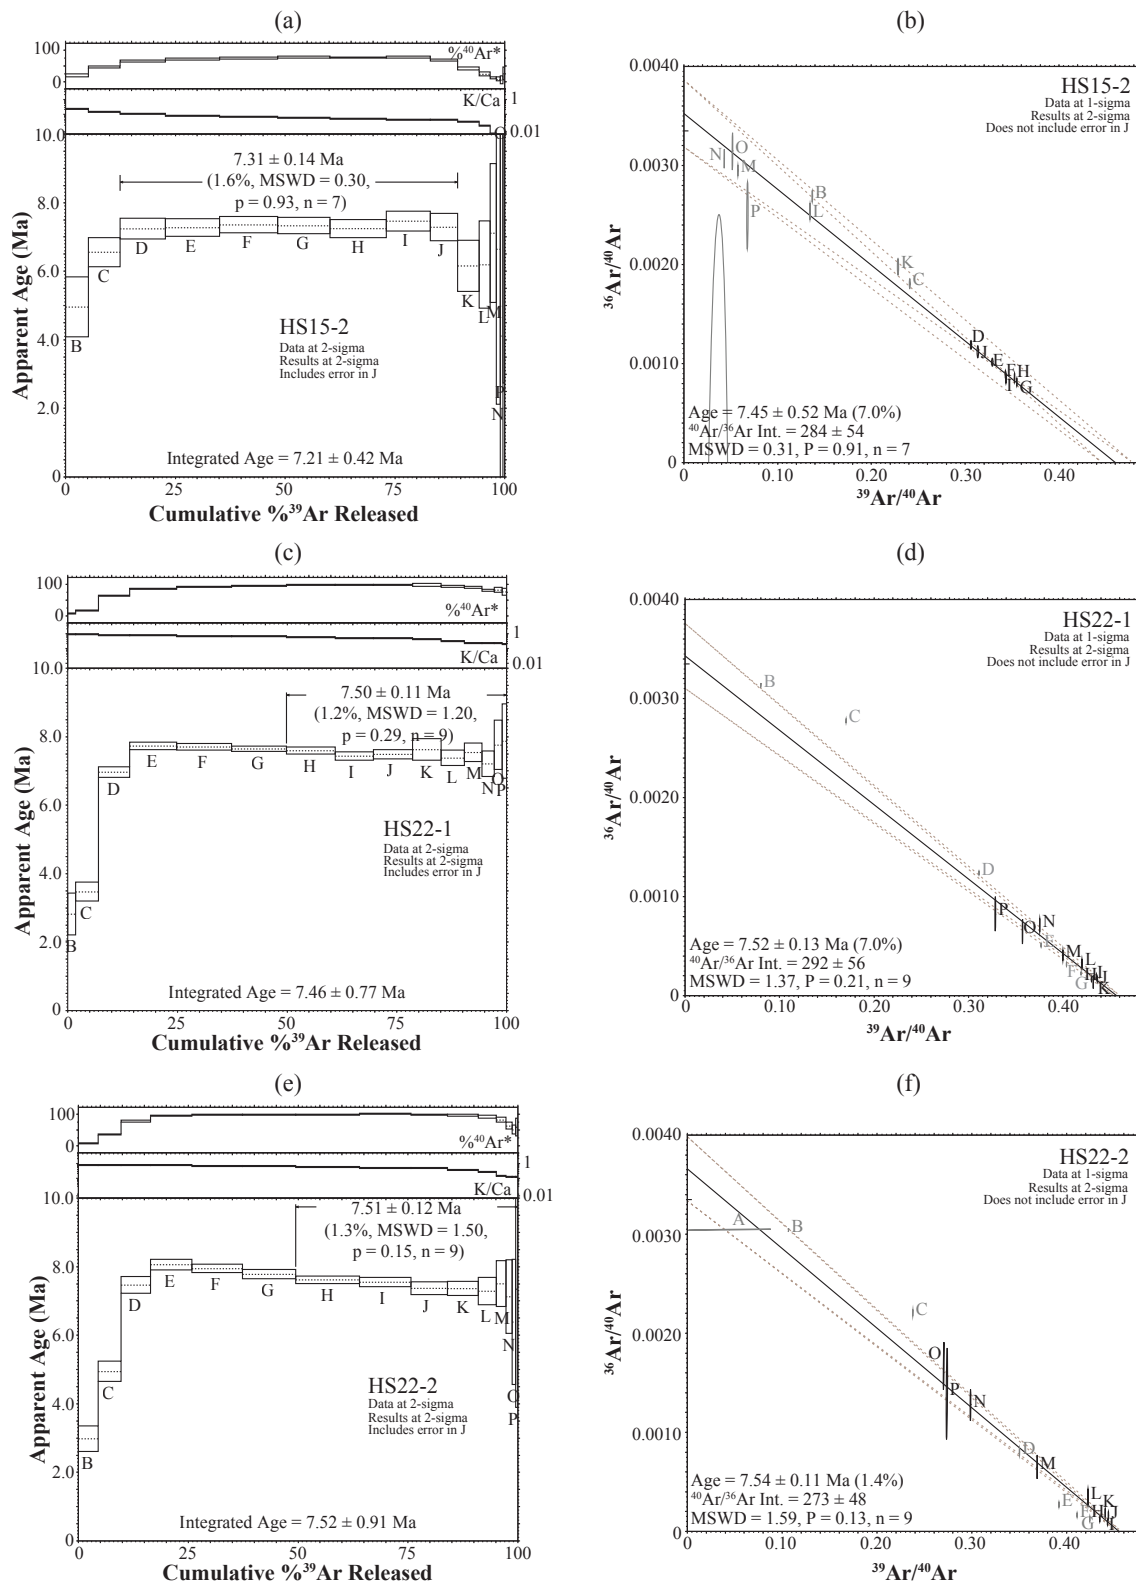 (a)
100
0
%⁴⁰Ar*
K/Ca
1
0.01
10.0
8.0
6.0
4.0
2.0
0
Apparent Age (Ma)
7.31 ± 0.14 Ma
(1.6%, MSWD = 0.30,
p = 0.93, n = 7)
B
C
D
E
F
G
H
I
J
K
L
M
N
O
P
HS15-2
Data at 2-sigma
Results at 2-sigma
Includes error in J
Integrated Age = 7.21 ± 0.42 Ma
0 25 50 75 100
Cumulative %³⁹Ar Released
(b)
0.0040
0.0030
0.0020
0.0010
0
³⁶Ar/⁴⁰Ar
HS15-2
Data at 1-sigma
Results at 2-sigma
Does not include error in J
N
O
M
P
B
L
K
C
D
J
E
F
H
I
G
Age = 7.45 ± 0.52 Ma (7.0%)
⁴⁰Ar/³⁶Ar Int. = 284 ± 54
MSWD = 0.31, P = 0.91, n = 7
0 0.10 0.20 0.30 0.40
³⁹Ar/⁴⁰Ar
(c)
100
0
%⁴⁰Ar*
K/Ca
1
0.01
10.0
8.0
6.0
4.0
2.0
0
Apparent Age (Ma)
7.50 ± 0.11 Ma
(1.2%, MSWD = 1.20,
p = 0.29, n = 9)
B
C
D
E
F
G
H
I
J
K
L
M
N
O
P
HS22-1
Data at 2-sigma
Results at 2-sigma
Includes error in J
Integrated Age = 7.46 ± 0.77 Ma
0 25 50 75 100
Cumulative %³⁹Ar Released
(d)
0.0040
0.0030
0.0020
0.0010
0
³⁶Ar/⁴⁰Ar
HS22-1
Data at 1-sigma
Results at 2-sigma
Does not include error in J
B
C
D
P
O
N
E
M
F
L
G
H
I
J
K
Age = 7.52 ± 0.13 Ma (7.0%)
⁴⁰Ar/³⁶Ar Int. = 292 ± 56
MSWD = 1.37, P = 0.21, n = 9
0 0.10 0.20 0.30 0.40
³⁹Ar/⁴⁰Ar
(e)
100
0
%⁴⁰Ar*
K/Ca
1
0.01
10.0
8.0
6.0
4.0
2.0
0
Apparent Age (Ma)
7.51 ± 0.12 Ma
(1.3%, MSWD = 1.50,
p = 0.15, n = 9)
B
C
D
E
F
G
H
I
J
K
L
M
N
O
P
HS22-2
Data at 2-sigma
Results at 2-sigma
Includes error in J
Integrated Age = 7.52 ± 0.91 Ma
0 25 50 75 100
Cumulative %³⁹Ar Released
(f)
0.0040
0.0030
0.0020
0.0010
0
³⁶Ar/⁴⁰Ar
HS22-2
Data at 1-sigma
Results at 2-sigma
Does not include error in J
A
B
C
O
P
N
D
M
E
L
K
F
H
J
G
I
Age = 7.54 ± 0.11 Ma (1.4%)
⁴⁰Ar/³⁶Ar Int. = 273 ± 48
MSWD = 1.59, P = 0.13, n = 9
0 0.10 0.20 0.30 0.40
³⁹Ar/⁴⁰Ar